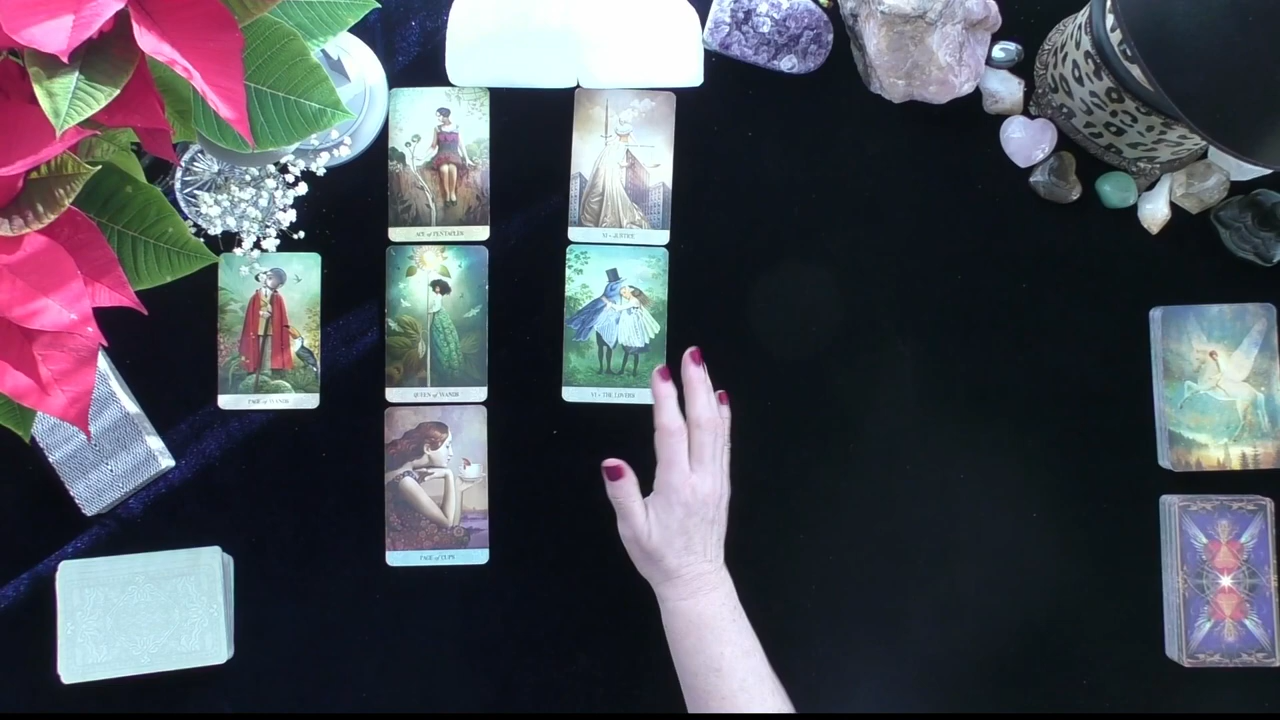 ACE of PENTACLES
XI • JUSTICE
PAGE of WANDS
QUEEN of WANDS
VI • THE LOVERS
PAGE of CUPS